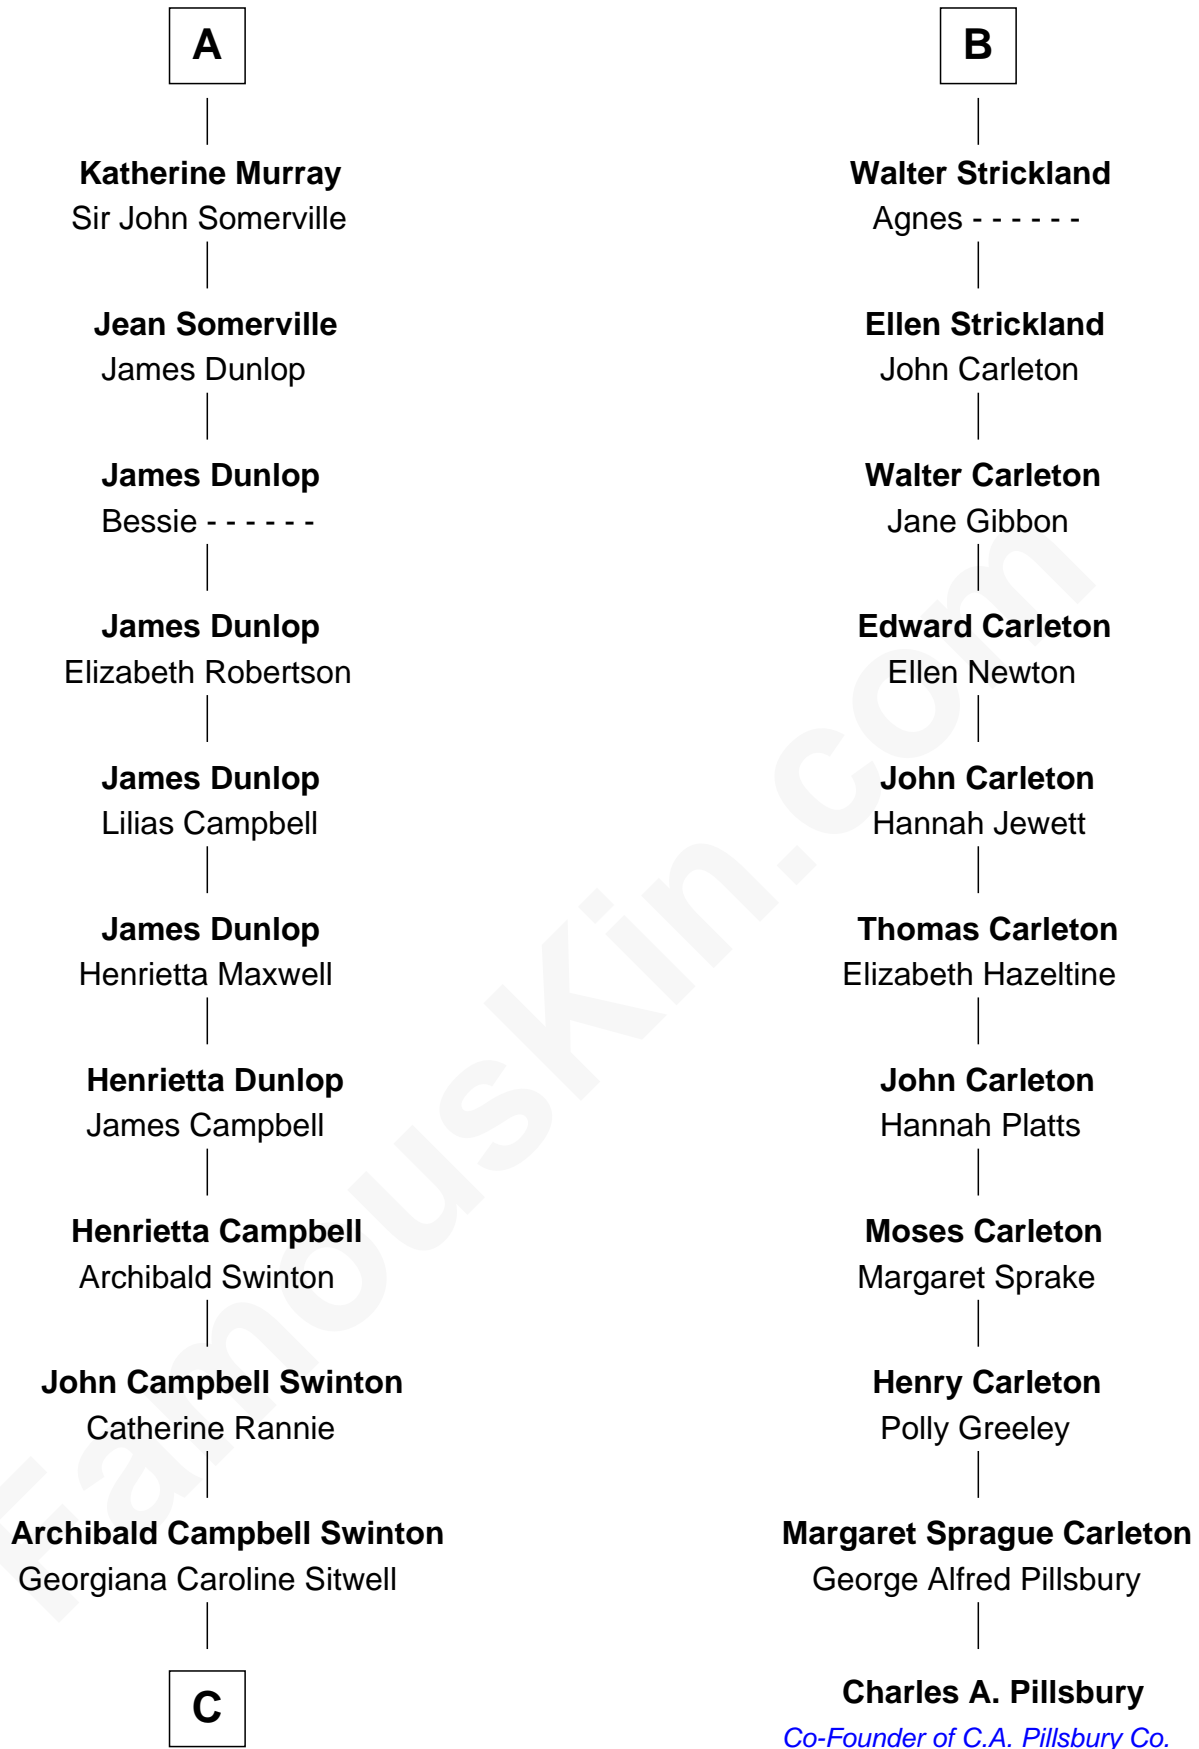 A
Katherine Murray
Sir John Somerville
Jean Somerville
James Dunlop
James Dunlop
Bessie - - - - - -
James Dunlop
Elizabeth Robertson
James Dunlop
Lilias Campbell
James Dunlop
Henrietta Maxwell
Henrietta Dunlop
James Campbell
Henrietta Campbell
Archibald Swinton
John Campbell Swinton
Catherine Rannie
Archibald Campbell Swinton
Georgiana Caroline Sitwell
C
B
Walter Strickland
Agnes - - - - - -
Ellen Strickland
John Carleton
Walter Carleton
Jane Gibbon
Edward Carleton
Ellen Newton
John Carleton
Hannah Jewett
Thomas Carleton
Elizabeth Hazeltine
John Carleton
Hannah Platts
Moses Carleton
Margaret Sprake
Henry Carleton
Polly Greeley
Margaret Sprague Carleton
George Alfred Pillsbury
Charles A. Pillsbury
Co-Founder of C.A. Pillsbury Co.
FamousKin.com